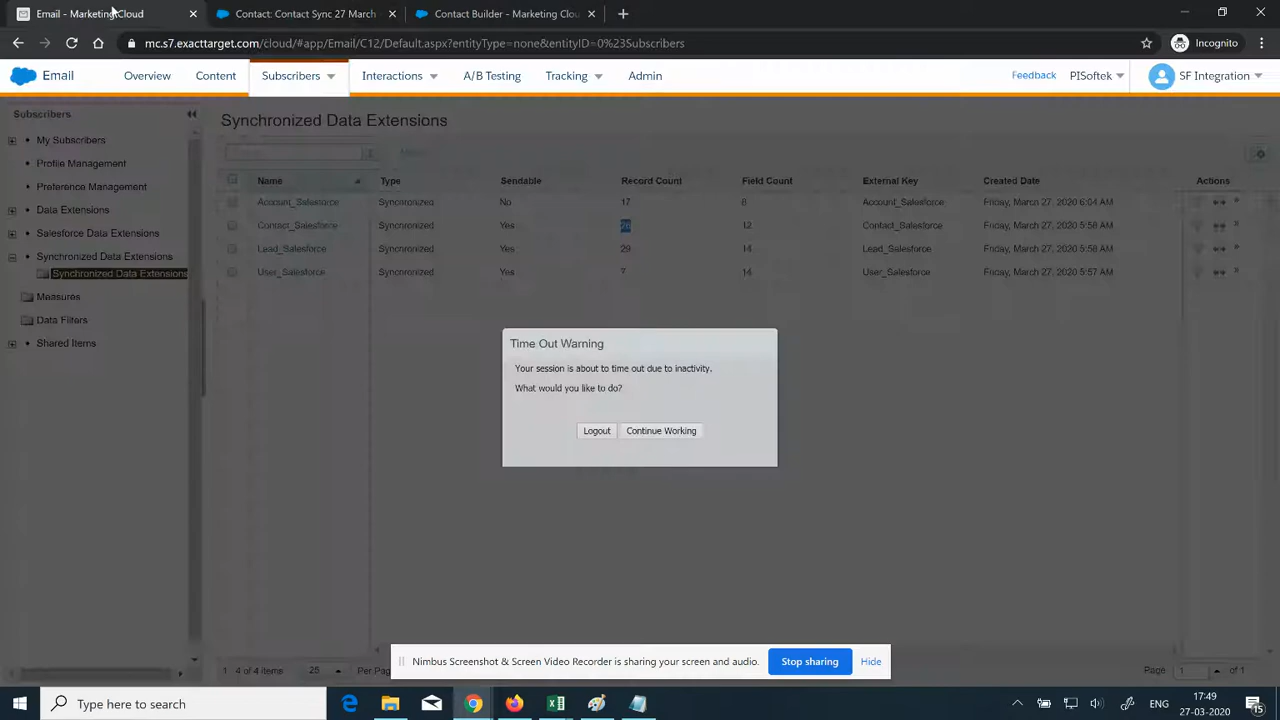 Email - Marketing Cloud
Contact: Contact Sync 27 March
Contact Builder - Marketing Clou
Incognito
mc.s7.exacttarget.com/cloud/#app/Email/C12/Default.aspx?entityType=none&entityID=0%23Subscribers
Email
Overview
Content
Subscribers
Interactions
A/B Testing
Tracking
Admin
Feedback
PISoftek
SF Integration
Subscribers
My Subscribers
Profile Management
Preference Management
Data Extensions
Salesforce Data Extensions
Synchronized Data Extensions
Synchronized Data Extensions
Measures
Data Filters
Shared Items
Synchronized Data Extensions
Name Type Sendable Record Count Field Count External Key Created Date Actions
Account_Salesforce Synchronized No 17 6 Account_Salesforce Friday, March 27, 2020 6:04 AM
Contact_Salesforce Synchronized Yes 12 Contact_Salesforce Friday, March 27, 2020 5:58 AM
Lead_Salesforce Synchronized Yes 29 14 Lead_Salesforce Friday, March 27, 2020 5:58 AM
User_Salesforce Synchronized Yes 7 14 User_Salesforce Friday, March 27, 2020 5:57 AM
Time Out Warning
Your session is about to time out due to inactivity.
What would you like to do?
Logout
Continue Working
1 - 4 of 4 items
25
Per Page
Page 1 of 1
Nimbus Screenshot & Screen Video Recorder is sharing your screen and audio.
Stop sharing
Hide
Type here to search
ENG
17:49
27-03-2020
15